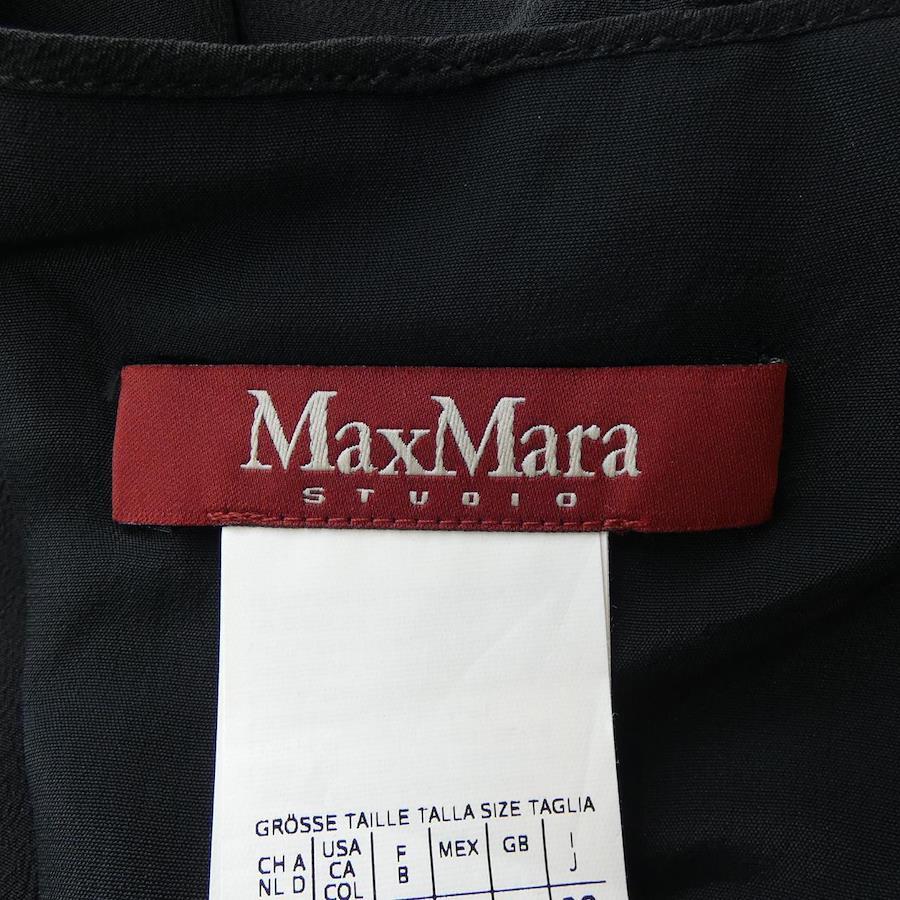 MaxMara
STUDIO
GRÖSSE TAILLE TALLA SIZE TAGLIA
CH A USA F MEX GB I
NL D CA B J
COL